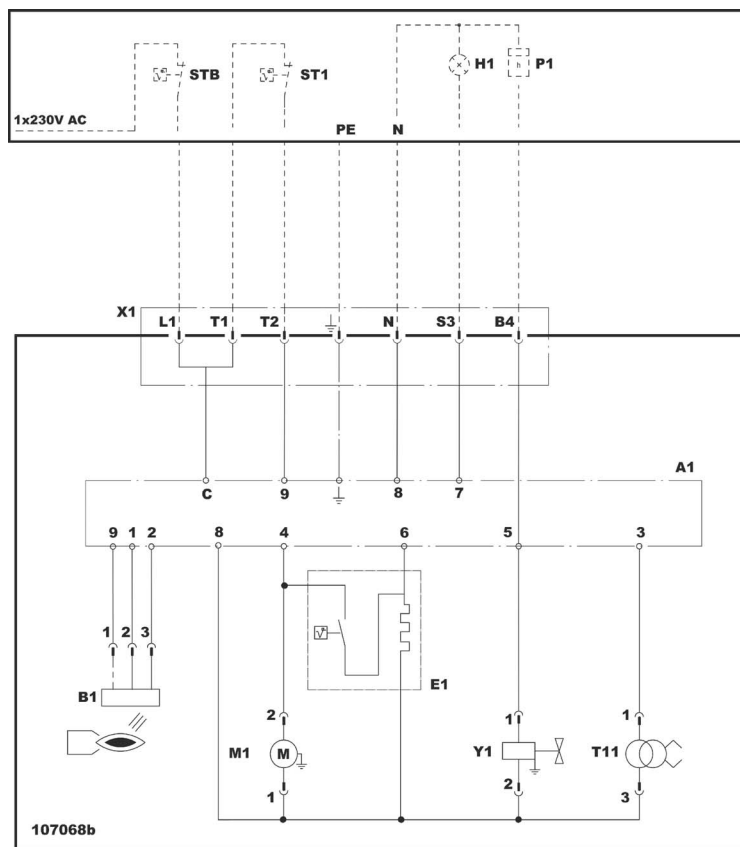 STB
ST1
H1
h
P1
1x230V AC
PE N
X1
L1 T1 T2 N S3 B4
A1
C 9 8 7
9 1 2 8 4 6 5 3
1 2 3
B1
E1
2
M1
M
1
1
Y1
2
1
T11
3
107068b